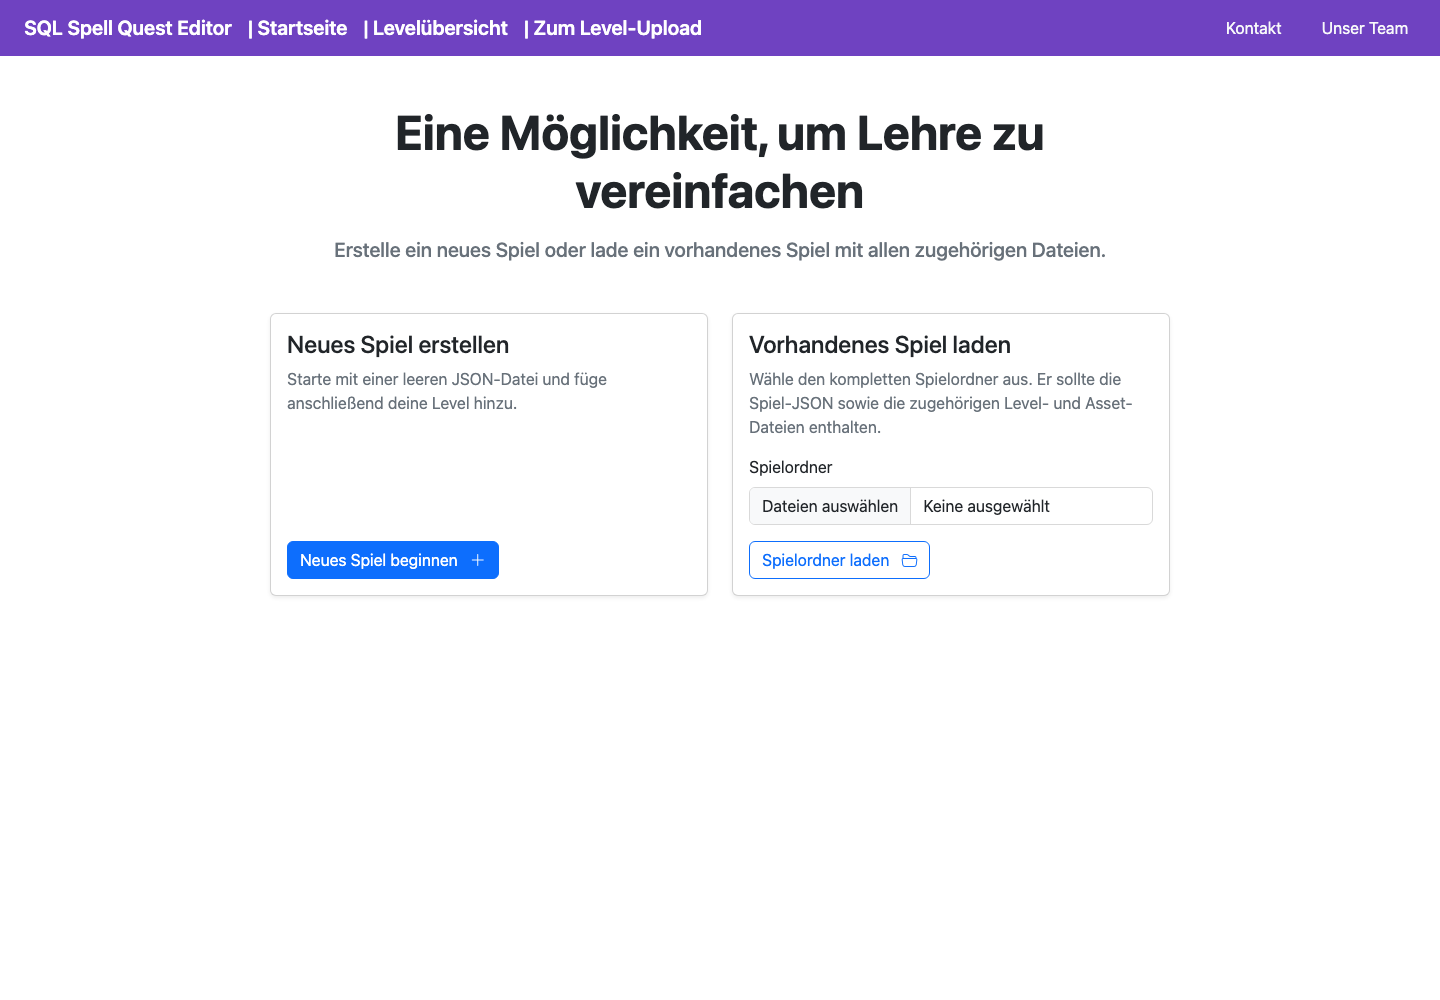 SQL Spell Quest Editor | Startseite | Levelübersicht | Zum Level-Upload Kontakt Unser Team
Eine Möglichkeit, um Lehre zu
vereinfachen
Erstelle ein neues Spiel oder lade ein vorhandenes Spiel mit allen zugehörigen Dateien.
Neues Spiel erstellen
Starte mit einer leeren JSON-Datei und füge
anschließend deine Level hinzu.
Neues Spiel beginnen
Vorhandenes Spiel laden
Wähle den kompletten Spielordner aus. Er sollte die
Spiel-JSON sowie die zugehörigen Level- und Asset-
Dateien enthalten.
Spielordner
Dateien auswählen Keine ausgewählt
Spielordner laden